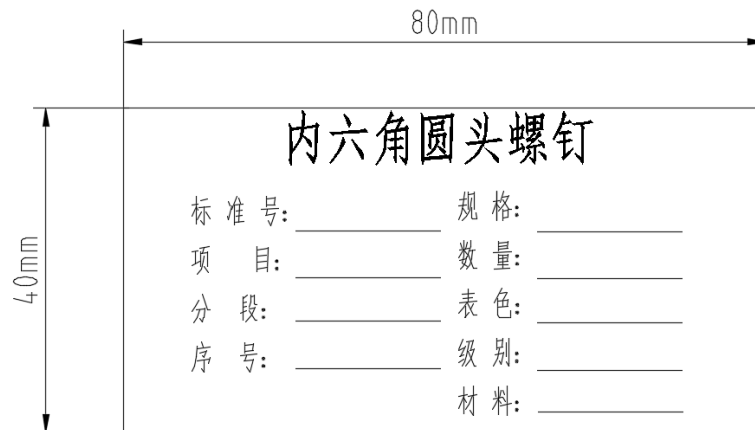 80mm
40mm
内六角圆头螺钉
标准号: 规格:
项目: 数量:
分段: 表色:
序号: 级别:
材料: